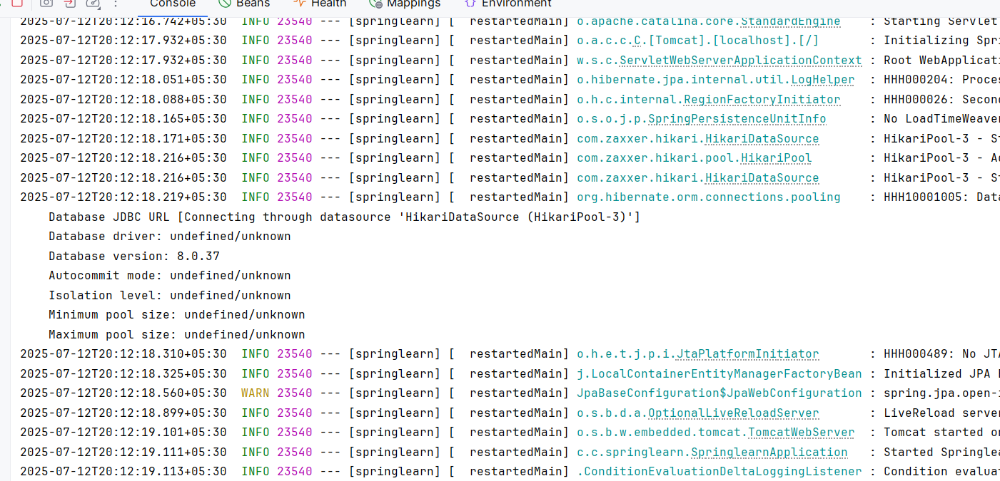 Console Beans Health Mappings Environment
2025-07-12T20:12:16.742+05:30 INFO 23540 --- [springlearn] [ restartedMain] o.apache.catalina.core.StandardEngine : Starting Servlet
2025-07-12T20:12:17.932+05:30 INFO 23540 --- [springlearn] [ restartedMain] o.a.c.c.C.[Tomcat].[localhost].[/] : Initializing Spri
2025-07-12T20:12:17.932+05:30 INFO 23540 --- [springlearn] [ restartedMain] w.s.c.ServletWebServerApplicationContext : Root WebApplicati
2025-07-12T20:12:18.051+05:30 INFO 23540 --- [springlearn] [ restartedMain] o.hibernate.jpa.internal.util.LogHelper : HHH000204: Proces
2025-07-12T20:12:18.088+05:30 INFO 23540 --- [springlearn] [ restartedMain] o.h.c.internal.RegionFactoryInitiator : HHH000026: Second
2025-07-12T20:12:18.165+05:30 INFO 23540 --- [springlearn] [ restartedMain] o.s.o.j.p.SpringPersistenceUnitInfo : No LoadTimeWeaver
2025-07-12T20:12:18.171+05:30 INFO 23540 --- [springlearn] [ restartedMain] com.zaxxer.hikari.HikariDataSource : HikariPool-3 - St
2025-07-12T20:12:18.216+05:30 INFO 23540 --- [springlearn] [ restartedMain] com.zaxxer.hikari.pool.HikariPool : HikariPool-3 - Ad
2025-07-12T20:12:18.216+05:30 INFO 23540 --- [springlearn] [ restartedMain] com.zaxxer.hikari.HikariDataSource : HikariPool-3 - St
2025-07-12T20:12:18.219+05:30 INFO 23540 --- [springlearn] [ restartedMain] org.hibernate.orm.connections.pooling : HHH10001005: Data
Database JDBC URL [Connecting through datasource 'HikariDataSource (HikariPool-3)']
Database driver: undefined/unknown
Database version: 8.0.37
Autocommit mode: undefined/unknown
Isolation level: undefined/unknown
Minimum pool size: undefined/unknown
Maximum pool size: undefined/unknown
2025-07-12T20:12:18.310+05:30 INFO 23540 --- [springlearn] [ restartedMain] o.h.e.t.j.p.i.JtaPlatformInitiator : HHH000489: No JTA
2025-07-12T20:12:18.325+05:30 INFO 23540 --- [springlearn] [ restartedMain] j.LocalContainerEntityManagerFactoryBean : Initialized JPA
2025-07-12T20:12:18.560+05:30 WARN 23540 --- [springlearn] [ restartedMain] JpaBaseConfiguration$JpaWebConfiguration : spring.jpa.open-
2025-07-12T20:12:18.899+05:30 INFO 23540 --- [springlearn] [ restartedMain] o.s.b.d.a.OptionalLiveReloadServer : LiveReload server
2025-07-12T20:12:19.101+05:30 INFO 23540 --- [springlearn] [ restartedMain] o.s.b.w.embedded.tomcat.TomcatWebServer : Tomcat started on
2025-07-12T20:12:19.111+05:30 INFO 23540 --- [springlearn] [ restartedMain] c.c.springlearn.SpringlearnApplication : Started Springlea
2025-07-12T20:12:19.113+05:30 INFO 23540 --- [springlearn] [ restartedMain] .ConditionEvaluationDeltaLoggingListener : Condition evaluat